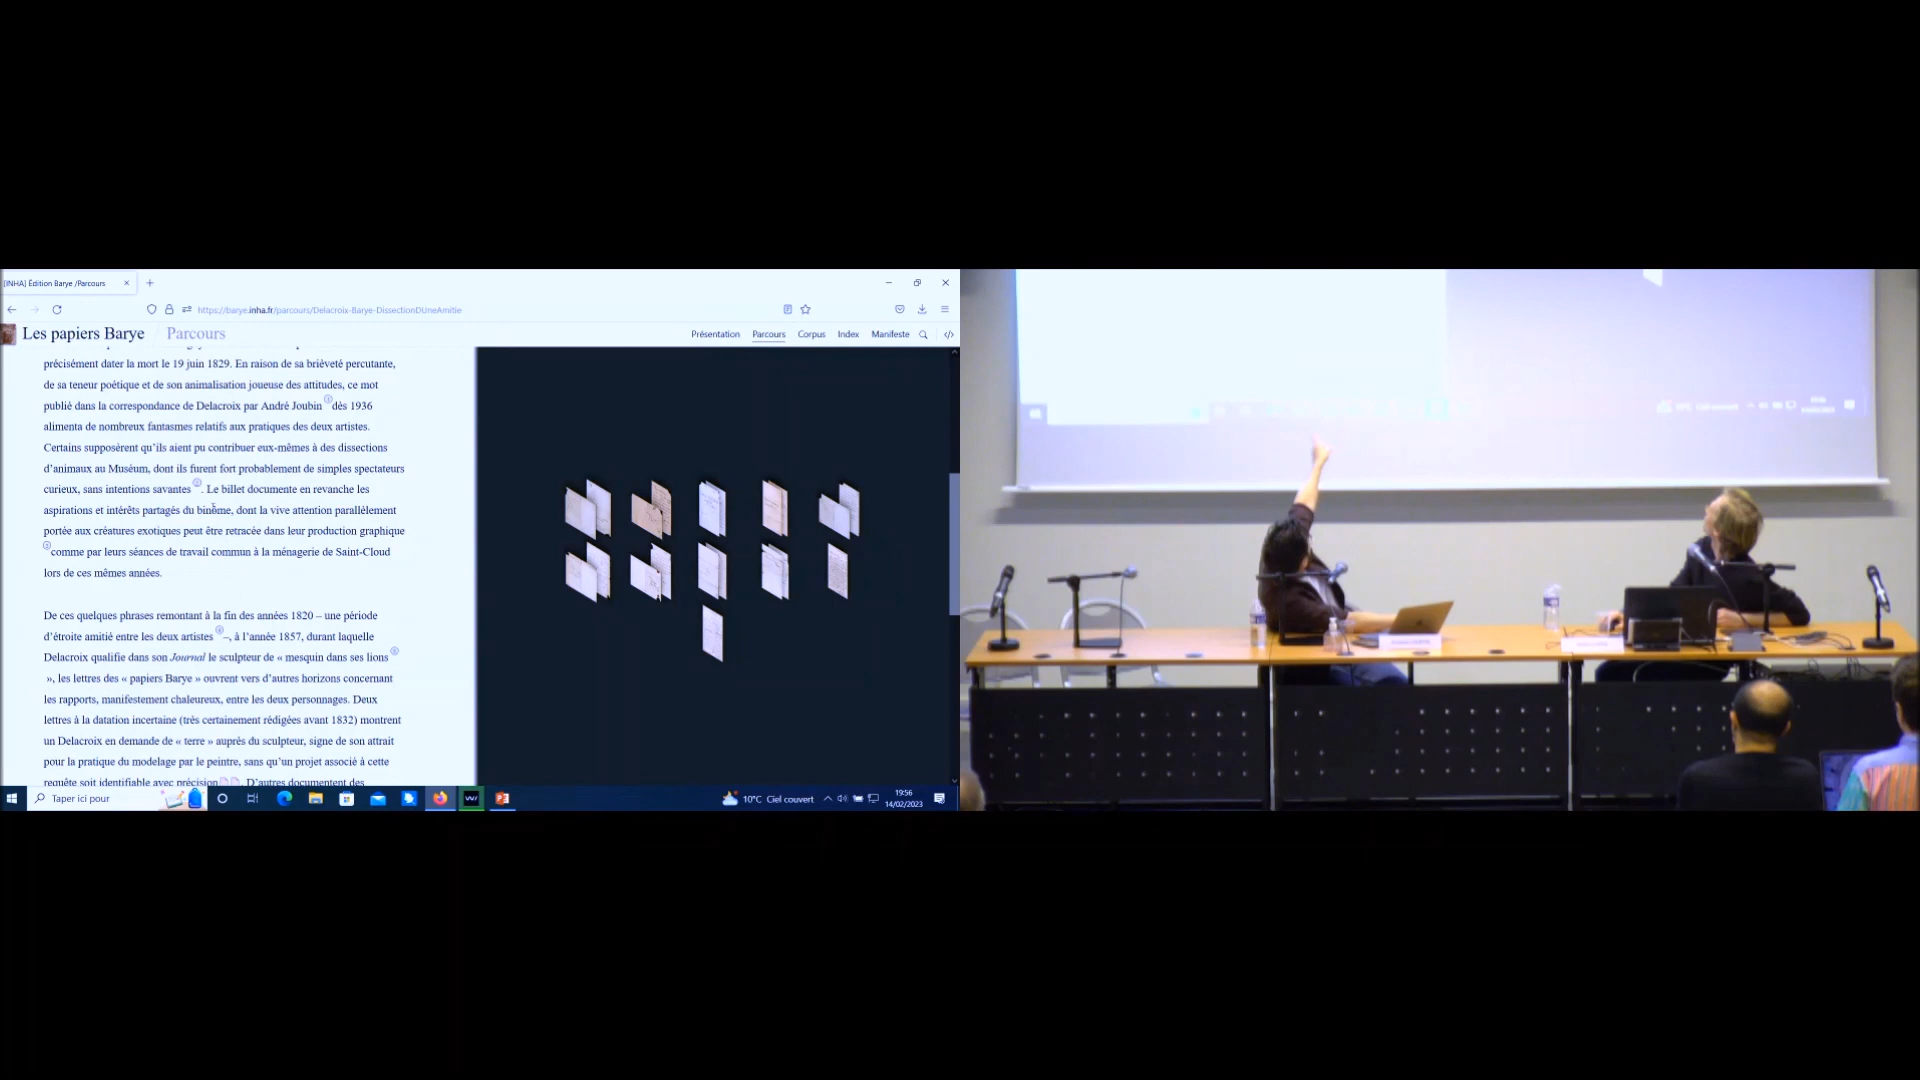 [INHA] Édition Barye /Parcours
https://barye.inha.fr/parcours/Delacroix-Barye-DissectionDUneAmitie
Les papiers Barye / Parcours
Présentation Parcours Corpus Index Manifeste
précisément dater la mort le 19 juin 1829. En raison de sa brièveté percutante,
de sa teneur poétique et de son animalisation joueuse des attitudes, ce mot
publié dans la correspondance de Delacroix par André Joubin dès 1936
alimenta de nombreux fantasmes relatifs aux pratiques des deux artistes.
Certains supposèrent qu'ils aient pu contribuer eux-mêmes à des dissections
d'animaux au Muséum, dont ils furent fort probablement de simples spectateurs
curieux, sans intentions savantes . Le billet documente en revanche les
aspirations et intérêts partagés du binôme, dont la vive attention parallèlement
portée aux créatures exotiques peut être retracée dans leur production graphique
comme par leurs séances de travail commun à la ménagerie de Saint-Cloud
lors de ces mêmes années.
De ces quelques phrases remontant à la fin des années 1820 – une période
d'étroite amitié entre les deux artistes –, à l'année 1857, durant laquelle
Delacroix qualifie dans son Journal le sculpteur de « mesquin dans ses lions
», les lettres des « papiers Barye » ouvrent vers d'autres horizons concernant
les rapports, manifestement chaleureux, entre les deux personnages. Deux
lettres à la datation incertaine (très certainement rédigées avant 1832) montrent
un Delacroix en demande de « terre » auprès du sculpteur, signe de son attrait
pour la pratique du modelage par le peintre, sans qu'un projet associé à cette
requête soit identifiable avec précision . D'autres documentent des
Taper ici pour
10°C Ciel couvert
19:56
14/02/2023